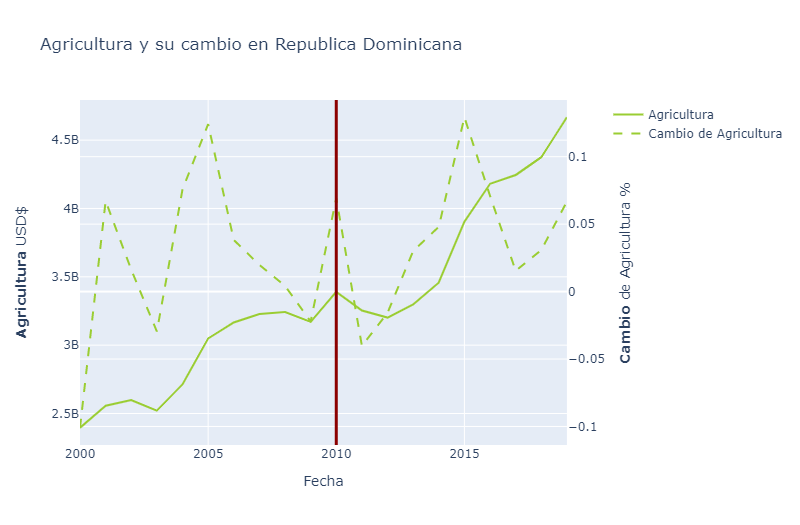 Agricultura y su cambio en Republica Dominicana
Agricultura
Cambio de Agricultura
4.5B
4B
3.5B
3B
2.5B
Agricultura USD$
0.1
0.05
0
−0.05
−0.1
Cambio de Agricultura %
2000
2005
2010
2015
Fecha